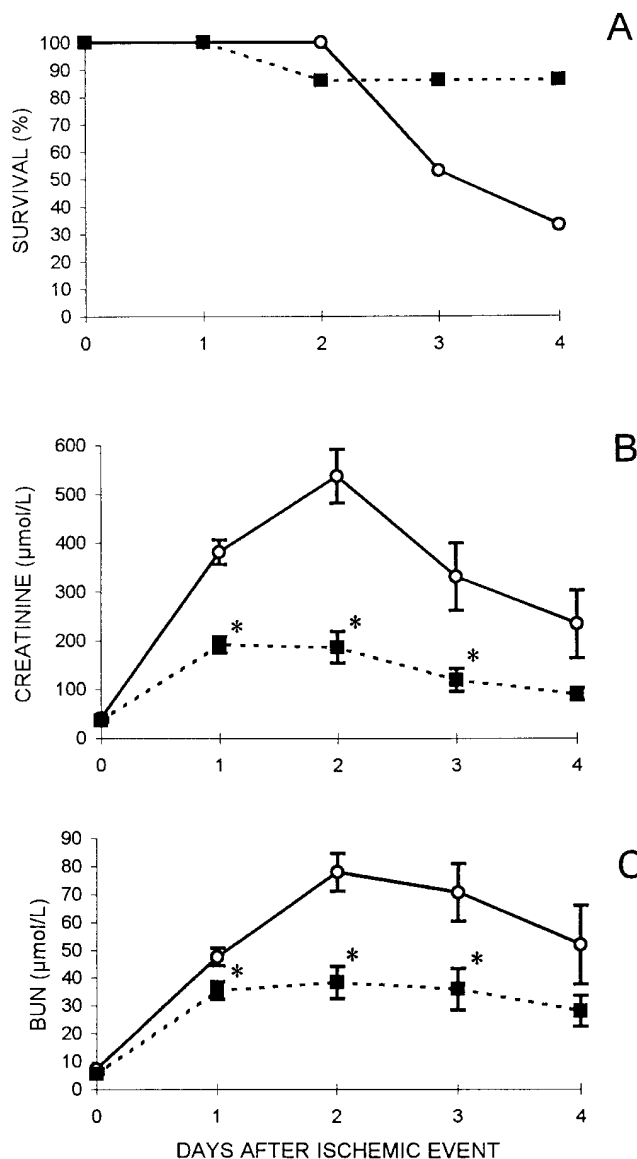 A
SURVIVAL (%)
100
90
80
70
60
50
40
30
20
10
0
0 1 2 3 4
B
CREATININE (µmol/L)
600
500
400
300
200
100
0
* * *
0 1 2 3 4
C
BUN (µmol/L)
90
80
70
60
50
40
30
20
10
0
* * *
0 1 2 3 4
DAYS AFTER ISCHEMIC EVENT